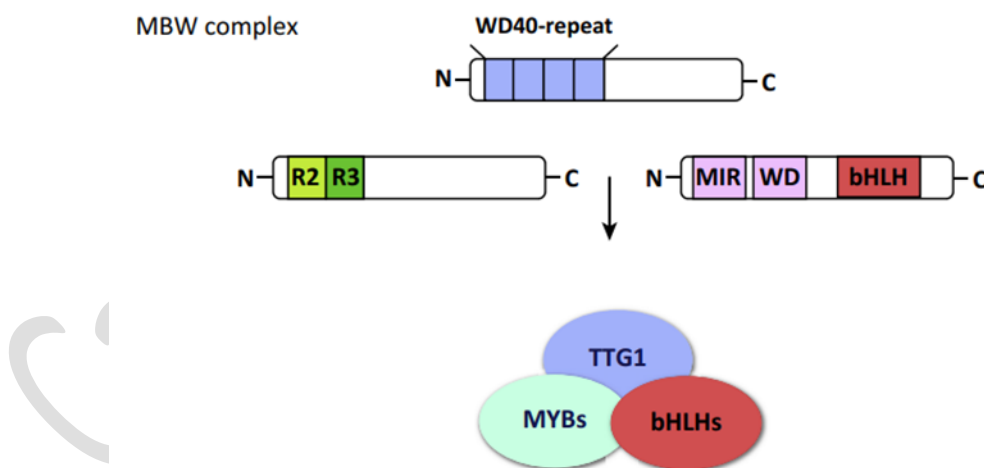 MBW complex
WD40-repeat
N C
N R2 R3 C
N MIR WD bHLH C
TTG1
MYBs
bHLHs